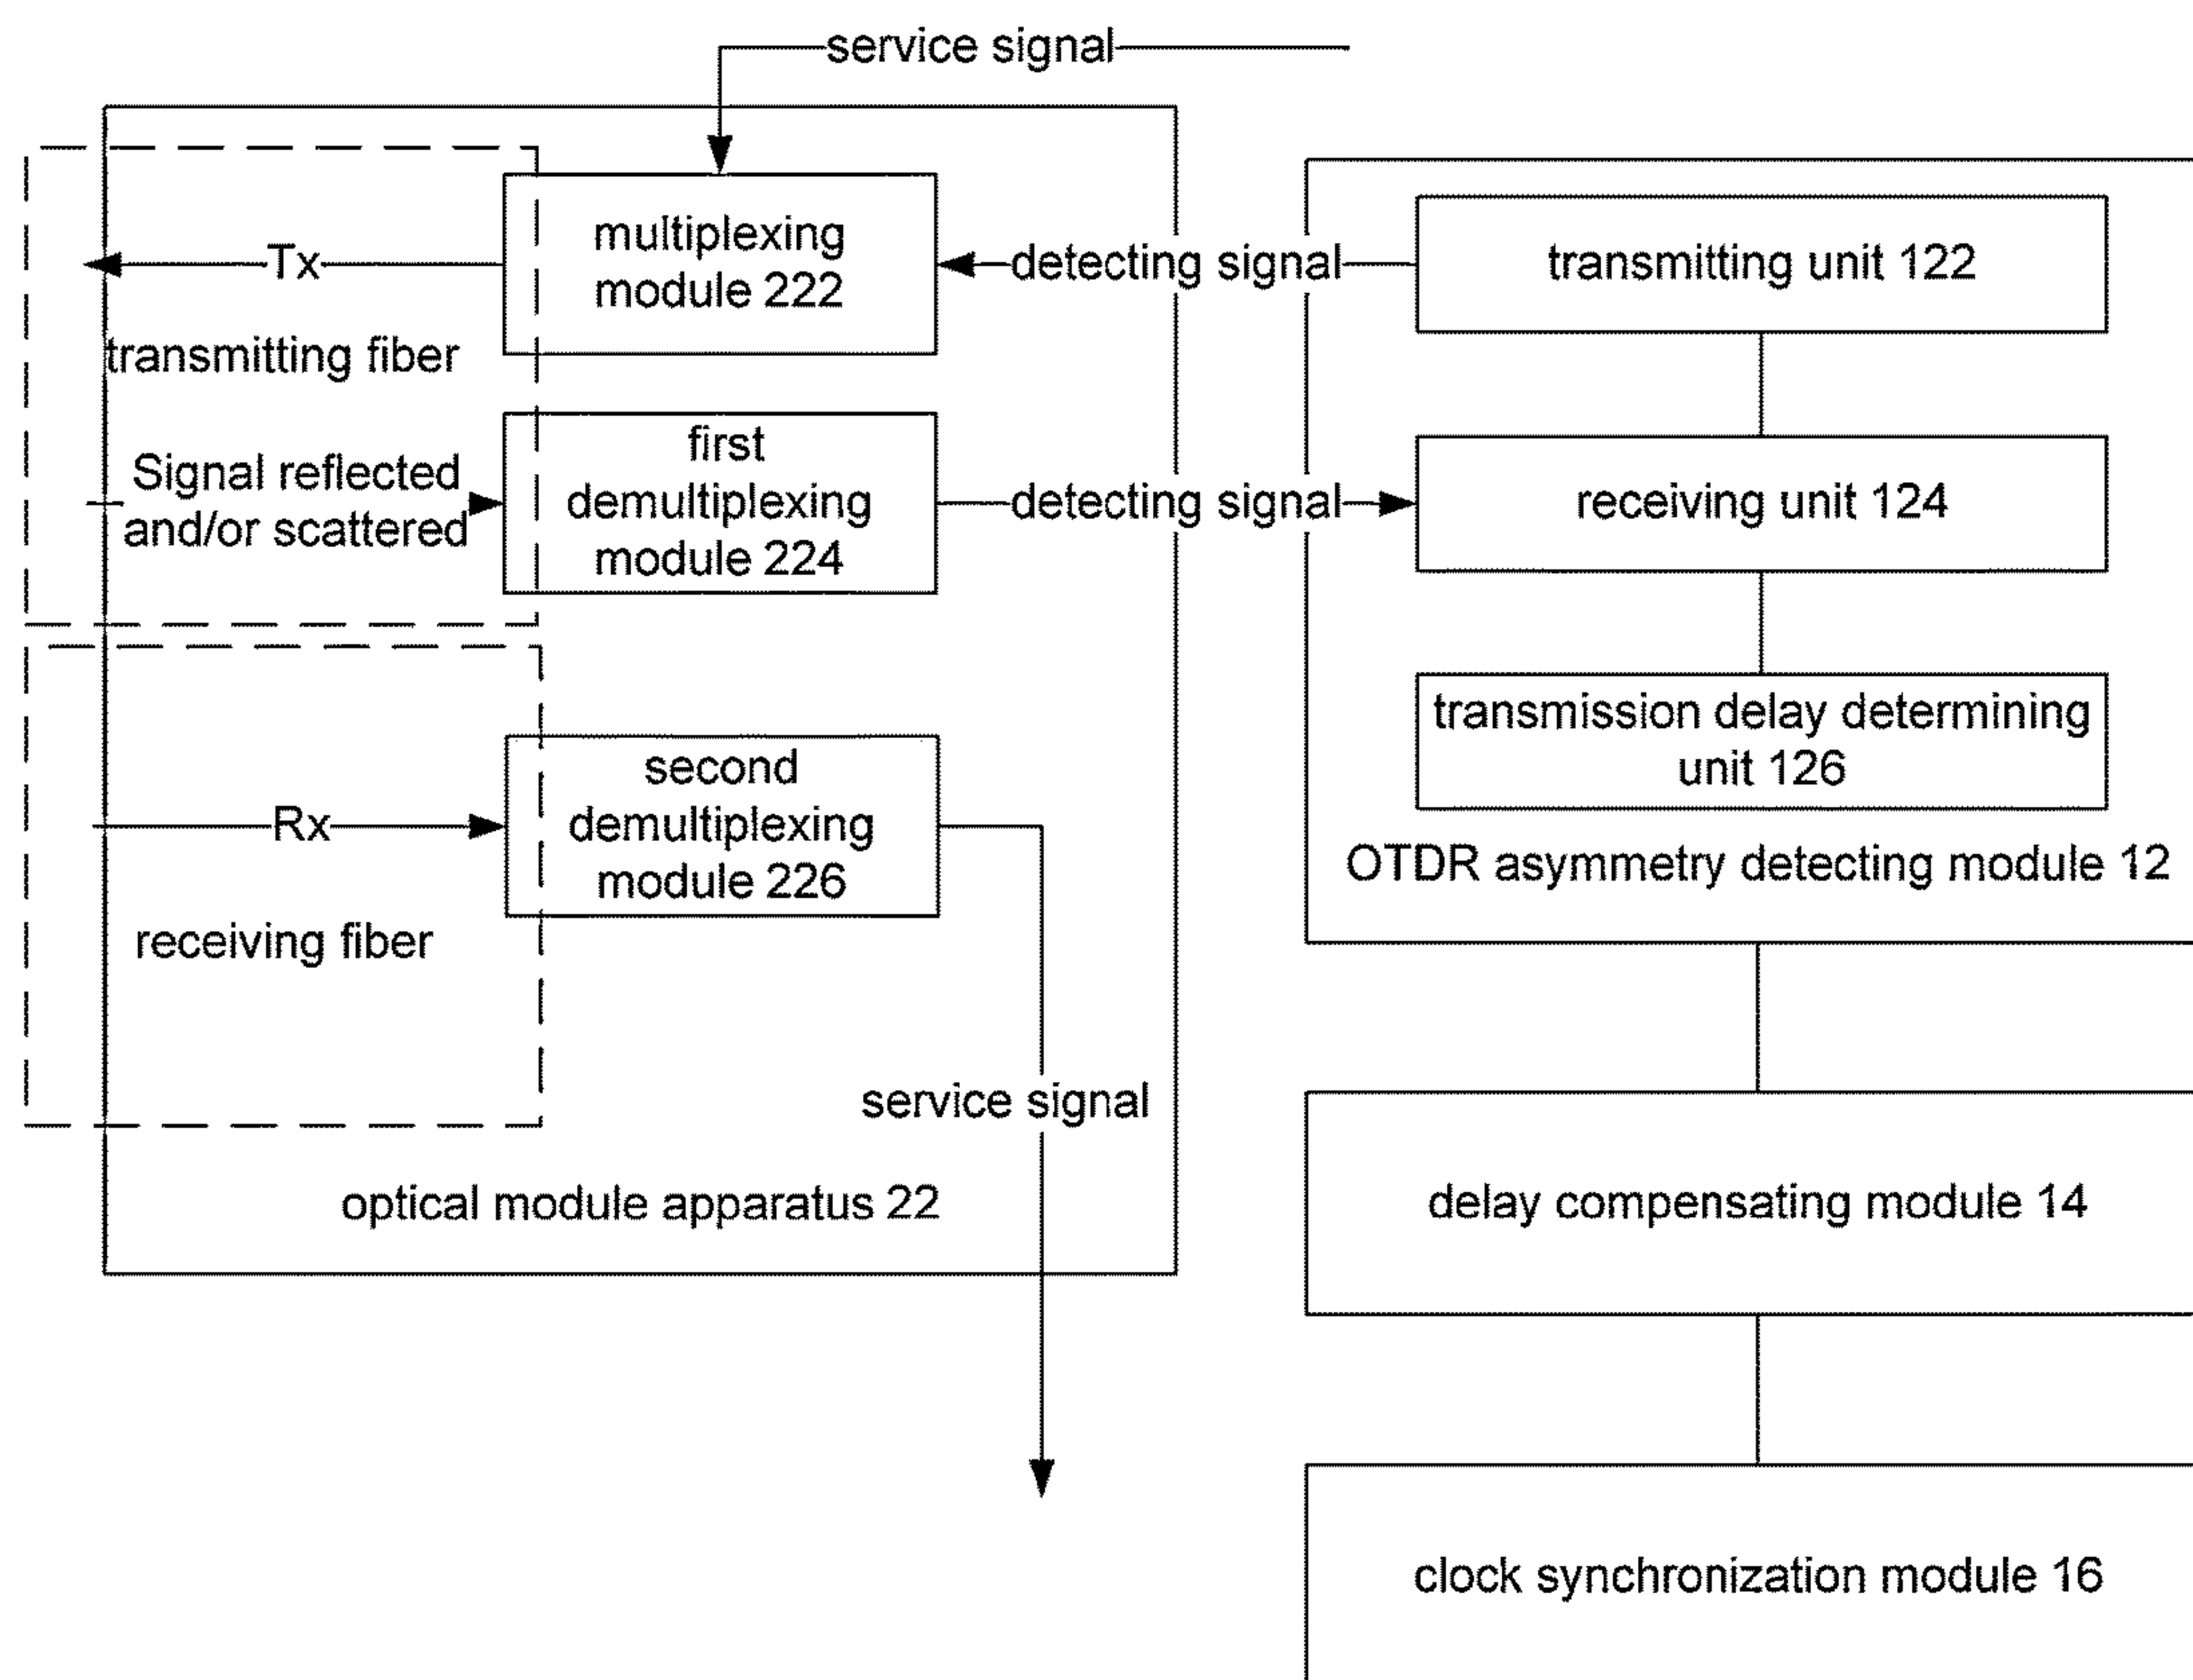 service signal
multiplexing
module 222
Tx
detecting signal
transmitting unit 122
transmitting fiber
Signal reflected
and/or scattered
first
demultiplexing
module 224
detecting signal
receiving unit 124
transmission delay determining
unit 126
OTDR asymmetry detecting module 12
Rx
second
demultiplexing
module 226
receiving fiber
service signal
optical module apparatus 22
delay compensating module 14
clock synchronization module 16